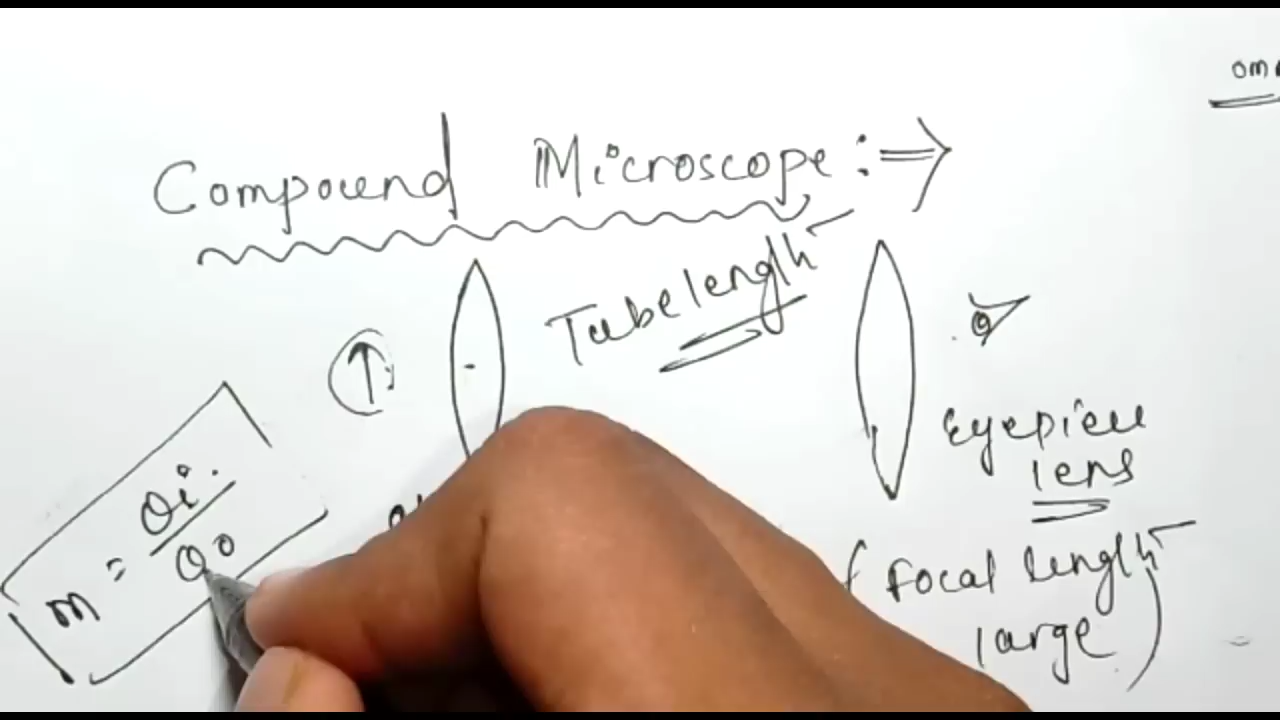 Compound Microscope :⇒
Tubelength
Eyepiece
lens
( Focal length
large )
m = θi / θo